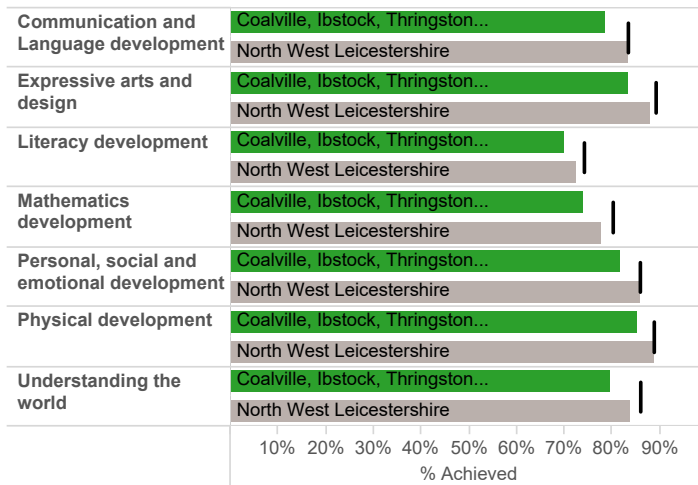 Communication and
Language development
Coalville, Ibstock, Thringston...
North West Leicestershire
Expressive arts and
design
Coalville, Ibstock, Thringston...
North West Leicestershire
Literacy development
Coalville, Ibstock, Thringston...
North West Leicestershire
Mathematics
development
Coalville, Ibstock, Thringston...
North West Leicestershire
Personal, social and
emotional development
Coalville, Ibstock, Thringston...
North West Leicestershire
Physical development
Coalville, Ibstock, Thringston...
North West Leicestershire
Understanding the
world
Coalville, Ibstock, Thringston...
North West Leicestershire
10% 20% 30% 40% 50% 60% 70% 80% 90%
% Achieved